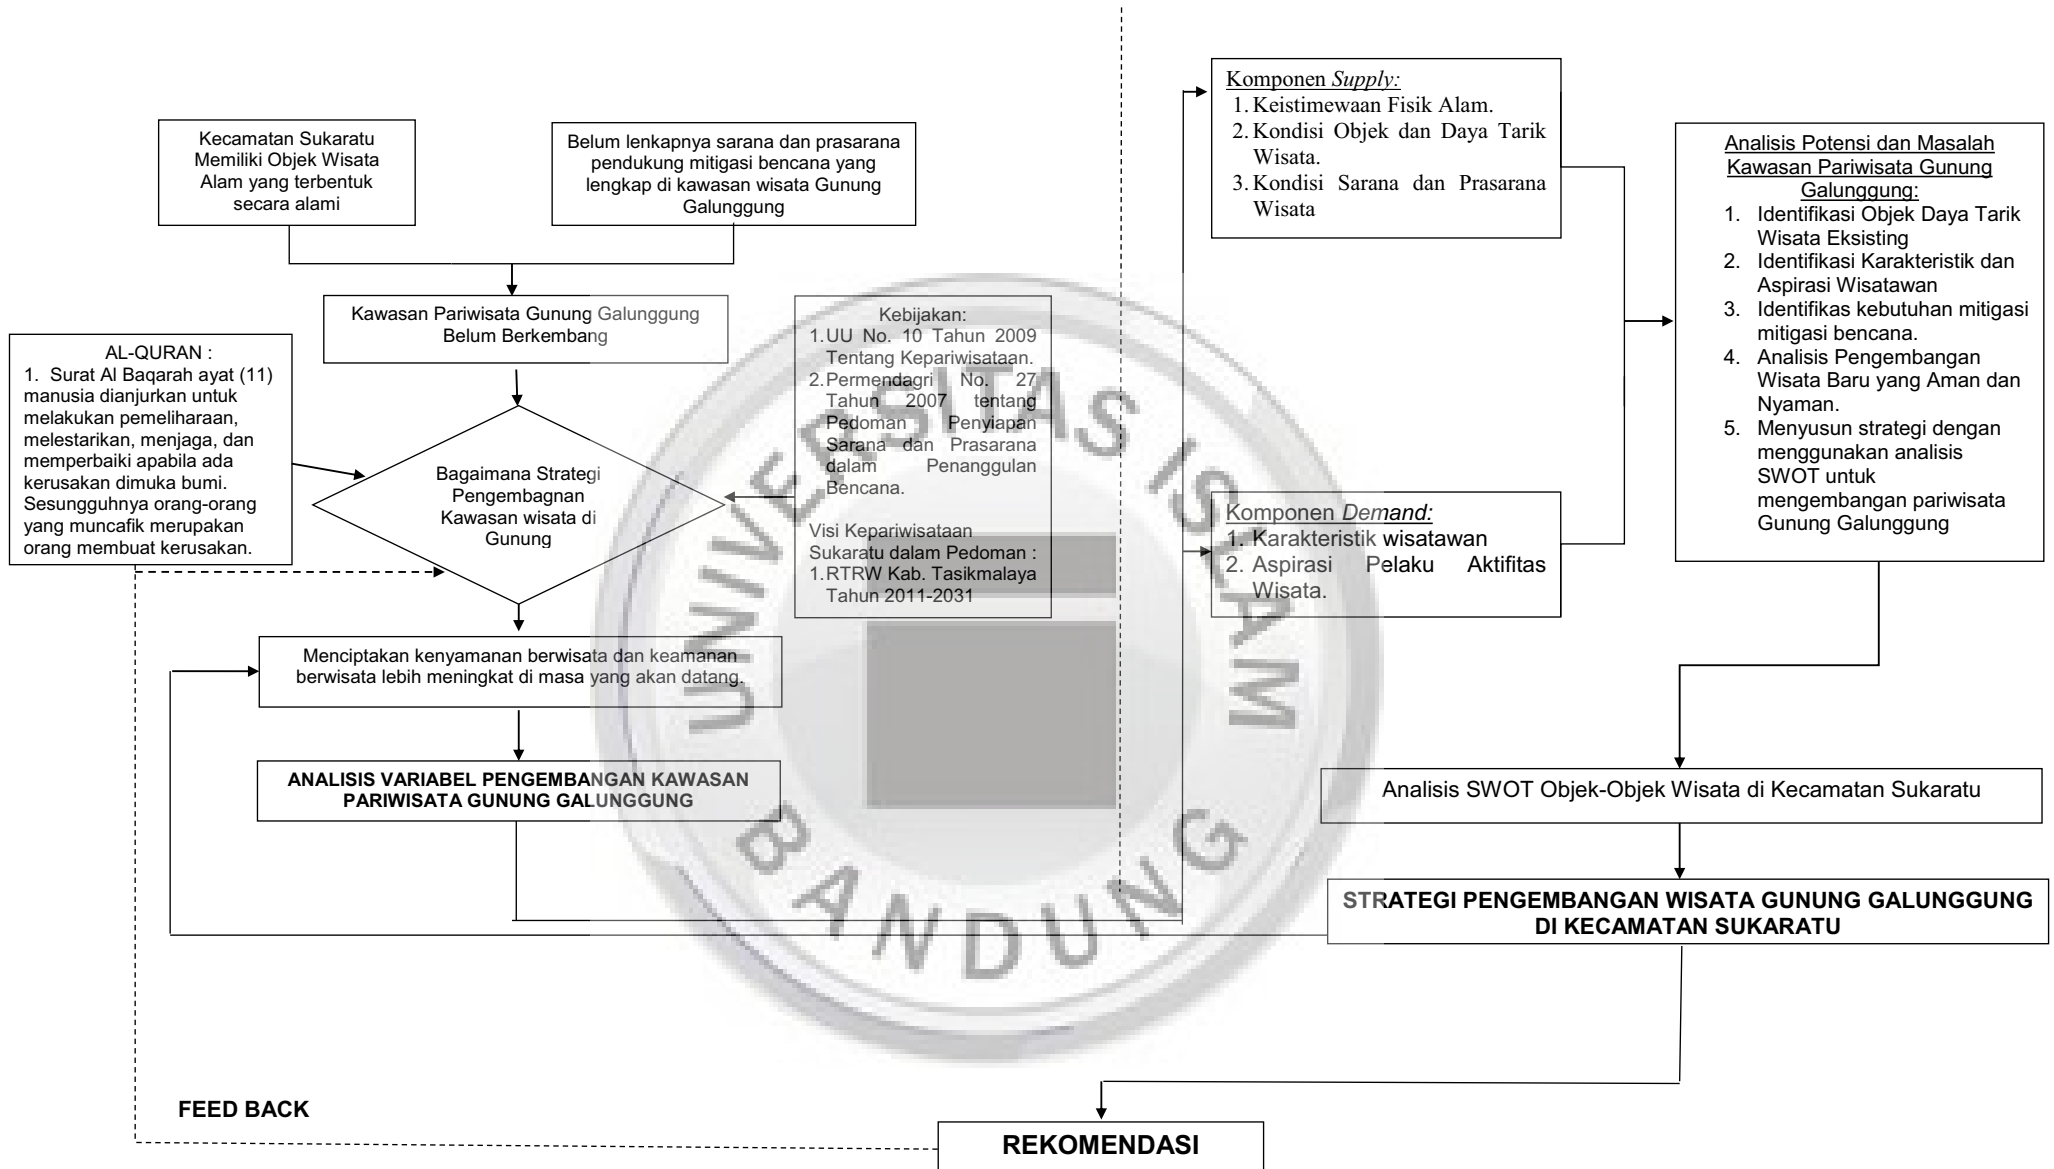 Kecamatan Sukaratu
Memiliki Objek Wisata
Alam yang terbentuk
secara alami
Belum lenkapnya sarana dan prasarana
pendukung mitigasi bencana yang
lengkap di kawasan wisata Gunung
Galunggung
Kawasan Pariwisata Gunung Galunggung
Belum Berkembang
AL-QURAN :
1. Surat Al Baqarah ayat (11)
manusia dianjurkan untuk
melakukan pemeliharaan,
melestarikan, menjaga, dan
memperbaiki apabila ada
kerusakan dimuka bumi.
Sesungguhnya orang-orang
yang muncafik merupakan
orang membuat kerusakan.
Bagaimana Strategi
Pengembagnan
Kawasan wisata di
Gunung
Kebijakan:
1.UU No. 10 Tahun 2009
Tentang Kepariwisataan.
2.Permendagri No. 27
Tahun 2007 tentang
Pedoman Penyiapan
Sarana dan Prasarana
dalam Penanggulan
Bencana.
Visi Kepariwisataan
Sukaratu dalam Pedoman :
1.RTRW Kab. Tasikmalaya
Tahun 2011-2031
Menciptakan kenyamanan berwisata dan keamanan
berwisata lebih meningkat di masa yang akan datang.
ANALISIS VARIABEL PENGEMBANGAN KAWASAN
PARIWISATA GUNUNG GALUNGGUNG
Komponen Supply:
1. Keistimewaan Fisik Alam.
2. Kondisi Objek dan Daya Tarik
Wisata.
3. Kondisi Sarana dan Prasarana
Wisata
Komponen Demand:
1. Karakteristik wisatawan
2. Aspirasi Pelaku Aktifitas
Wisata.
Analisis Potensi dan Masalah
Kawasan Pariwisata Gunung
Galunggung:
1. Identifikasi Objek Daya Tarik
Wisata Eksisting
2. Identifikasi Karakteristik dan
Aspirasi Wisatawan
3. Identifikas kebutuhan mitigasi
mitigasi bencana.
4. Analisis Pengembangan
Wisata Baru yang Aman dan
Nyaman.
5. Menyusun strategi dengan
menggunakan analisis
SWOT untuk
mengembangan pariwisata
Gunung Galunggung
Analisis SWOT Objek-Objek Wisata di Kecamatan Sukaratu
STRATEGI PENGEMBANGAN WISATA GUNUNG GALUNGGUNG
DI KECAMATAN SUKARATU
FEED BACK
REKOMENDASI
UNIVERSITAS ISLAM
BANDUNG